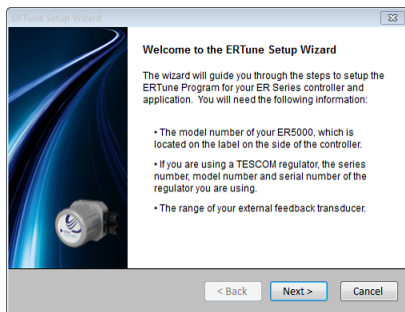 ERTune Setup Wizard
Welcome to the ERTune Setup Wizard
The wizard will guide you through the steps to setup the
ERTune Program for your ER Series controller and
application. You will need the following information:
• The model number of your ER5000, which is
located on the label on the side of the controller.
• If you are using a TESCOM regulator, the series
number, model number and serial number of the
regulator you are using.
• The range of your external feedback transducer.
< Back
Next >
Cancel